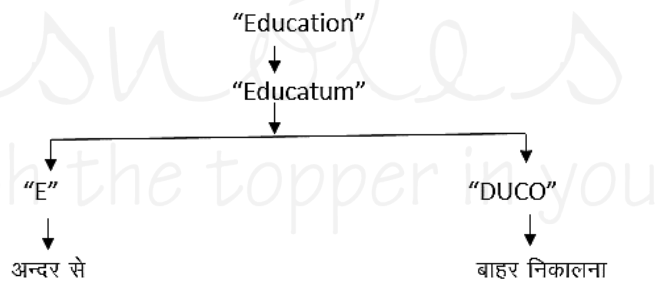 “Education”
“Educatum”
“E” “DUCO”
अन्दर से बाहर निकालना